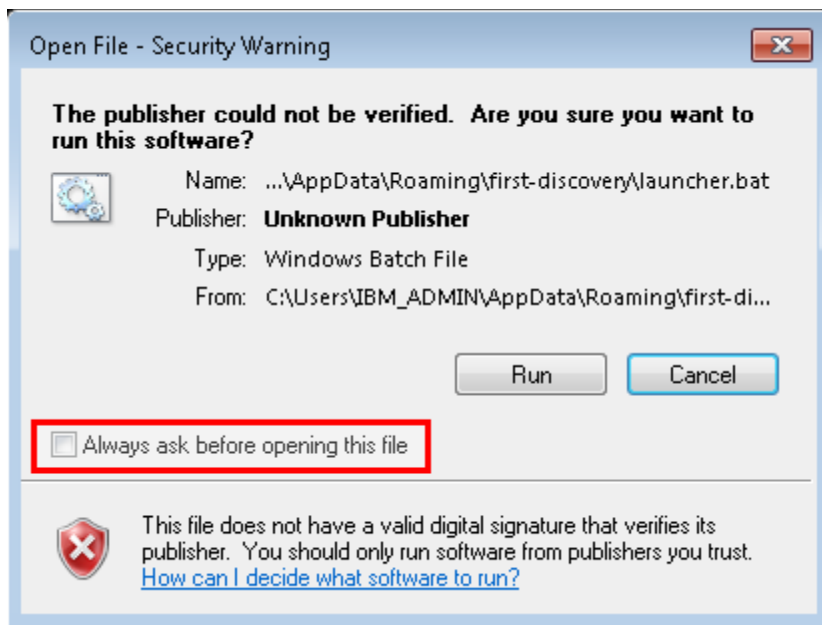 Open File - Security Warning
The publisher could not be verified. Are you sure you want to
run this software?
Name: ...\AppData\Roaming\first-discovery\launcher.bat
Publisher: Unknown Publisher
Type: Windows Batch File
From: C:\Users\IBM_ADMIN\AppData\Roaming\first-di...
Run Cancel
Always ask before opening this file
This file does not have a valid digital signature that verifies its
publisher. You should only run software from publishers you trust.
How can I decide what software to run?